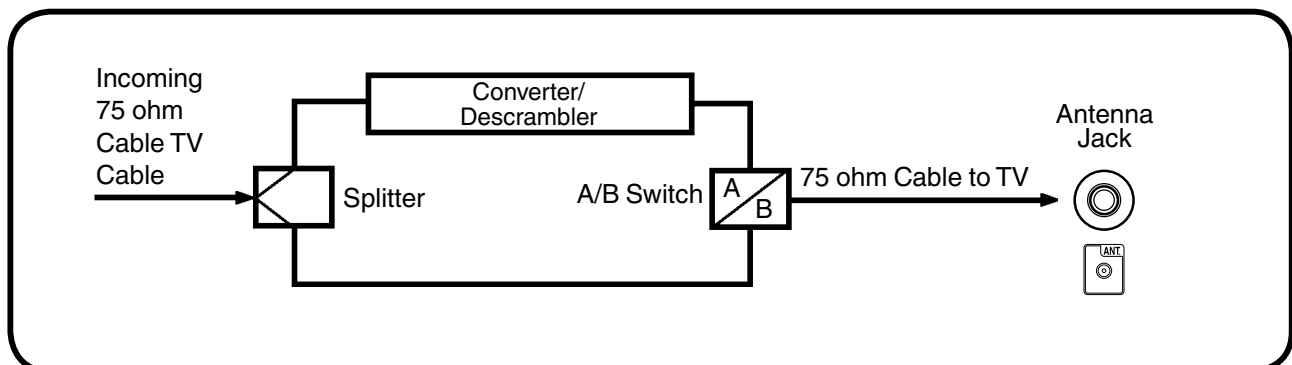 Incoming
75 ohm
Cable TV
Cable
Converter/
Descrambler
Splitter
A/B Switch
A
B
75 ohm Cable to TV
Antenna
Jack
ANT.